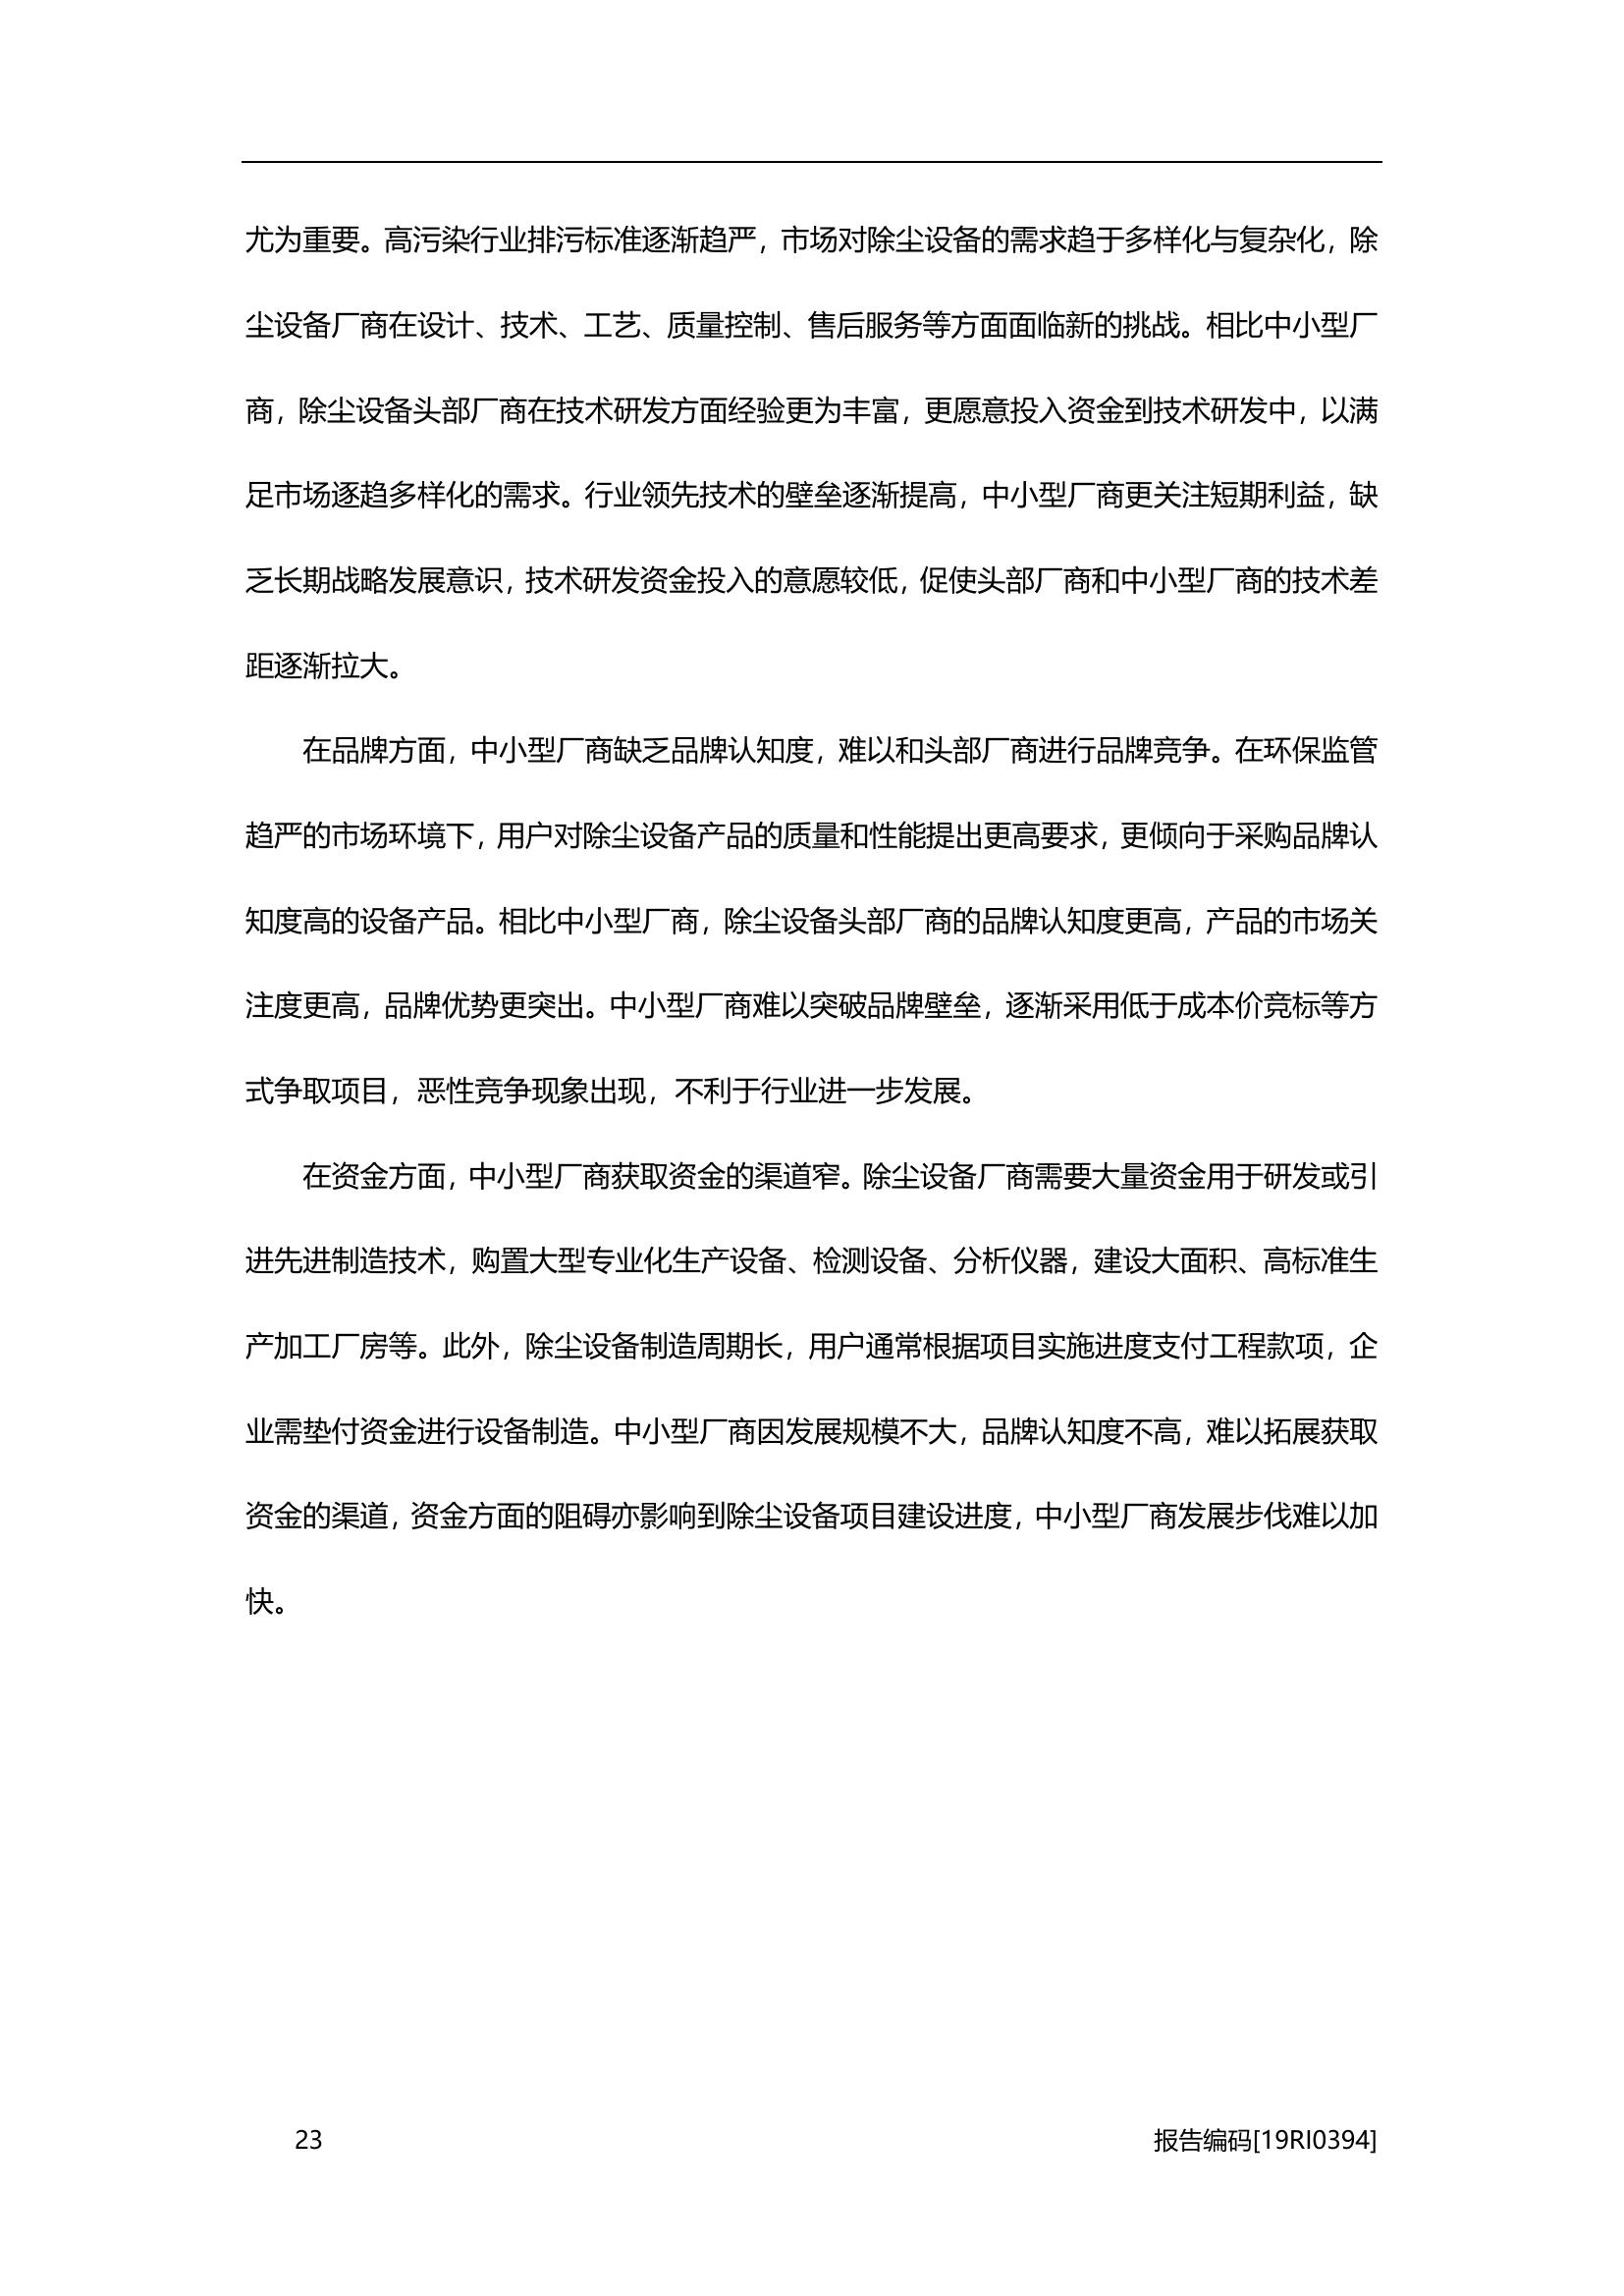 尤为重要。高污染行业排污标准逐渐趋严，市场对除尘设备的需求趋于多样化与复杂化，除
尘设备厂商在设计、技术、工艺、质量控制、售后服务等方面面临新的挑战。相比中小型厂
商，除尘设备头部厂商在技术研发方面经验更为丰富，更愿意投入资金到技术研发中，以满
足市场逐趋多样化的需求。行业领先技术的壁垒逐渐提高，中小型厂商更关注短期利益，缺
乏长期战略发展意识，技术研发资金投入的意愿较低，促使头部厂商和中小型厂商的技术差
距逐渐拉大。
在品牌方面，中小型厂商缺乏品牌认知度，难以和头部厂商进行品牌竞争。在环保监管
趋严的市场环境下，用户对除尘设备产品的质量和性能提出更高要求，更倾向于采购品牌认
知度高的设备产品。相比中小型厂商，除尘设备头部厂商的品牌认知度更高，产品的市场关
注度更高，品牌优势更突出。中小型厂商难以突破品牌壁垒，逐渐采用低于成本价竞标等方
式争取项目，恶性竞争现象出现，不利于行业进一步发展。
在资金方面，中小型厂商获取资金的渠道窄。除尘设备厂商需要大量资金用于研发或引
进先进制造技术，购置大型专业化生产设备、检测设备、分析仪器，建设大面积、高标准生
产加工厂房等。此外，除尘设备制造周期长，用户通常根据项目实施进度支付工程款项，企
业需垫付资金进行设备制造。中小型厂商因发展规模不大，品牌认知度不高，难以拓展获取
资金的渠道，资金方面的阻碍亦影响到除尘设备项目建设进度，中小型厂商发展步伐难以加
快。
23 报告编码[19RI0394]